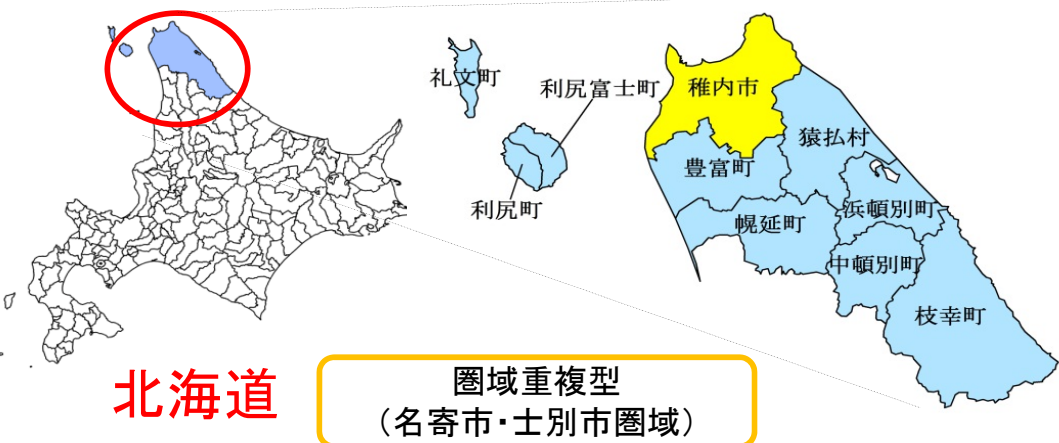 礼文町
利尻富士町
利尻町
稚内市
猿払村
豊富町
浜頓別町
幌延町
中頓別町
枝幸町
北海道
圏域重複型
（名寄市・士別市圏域）